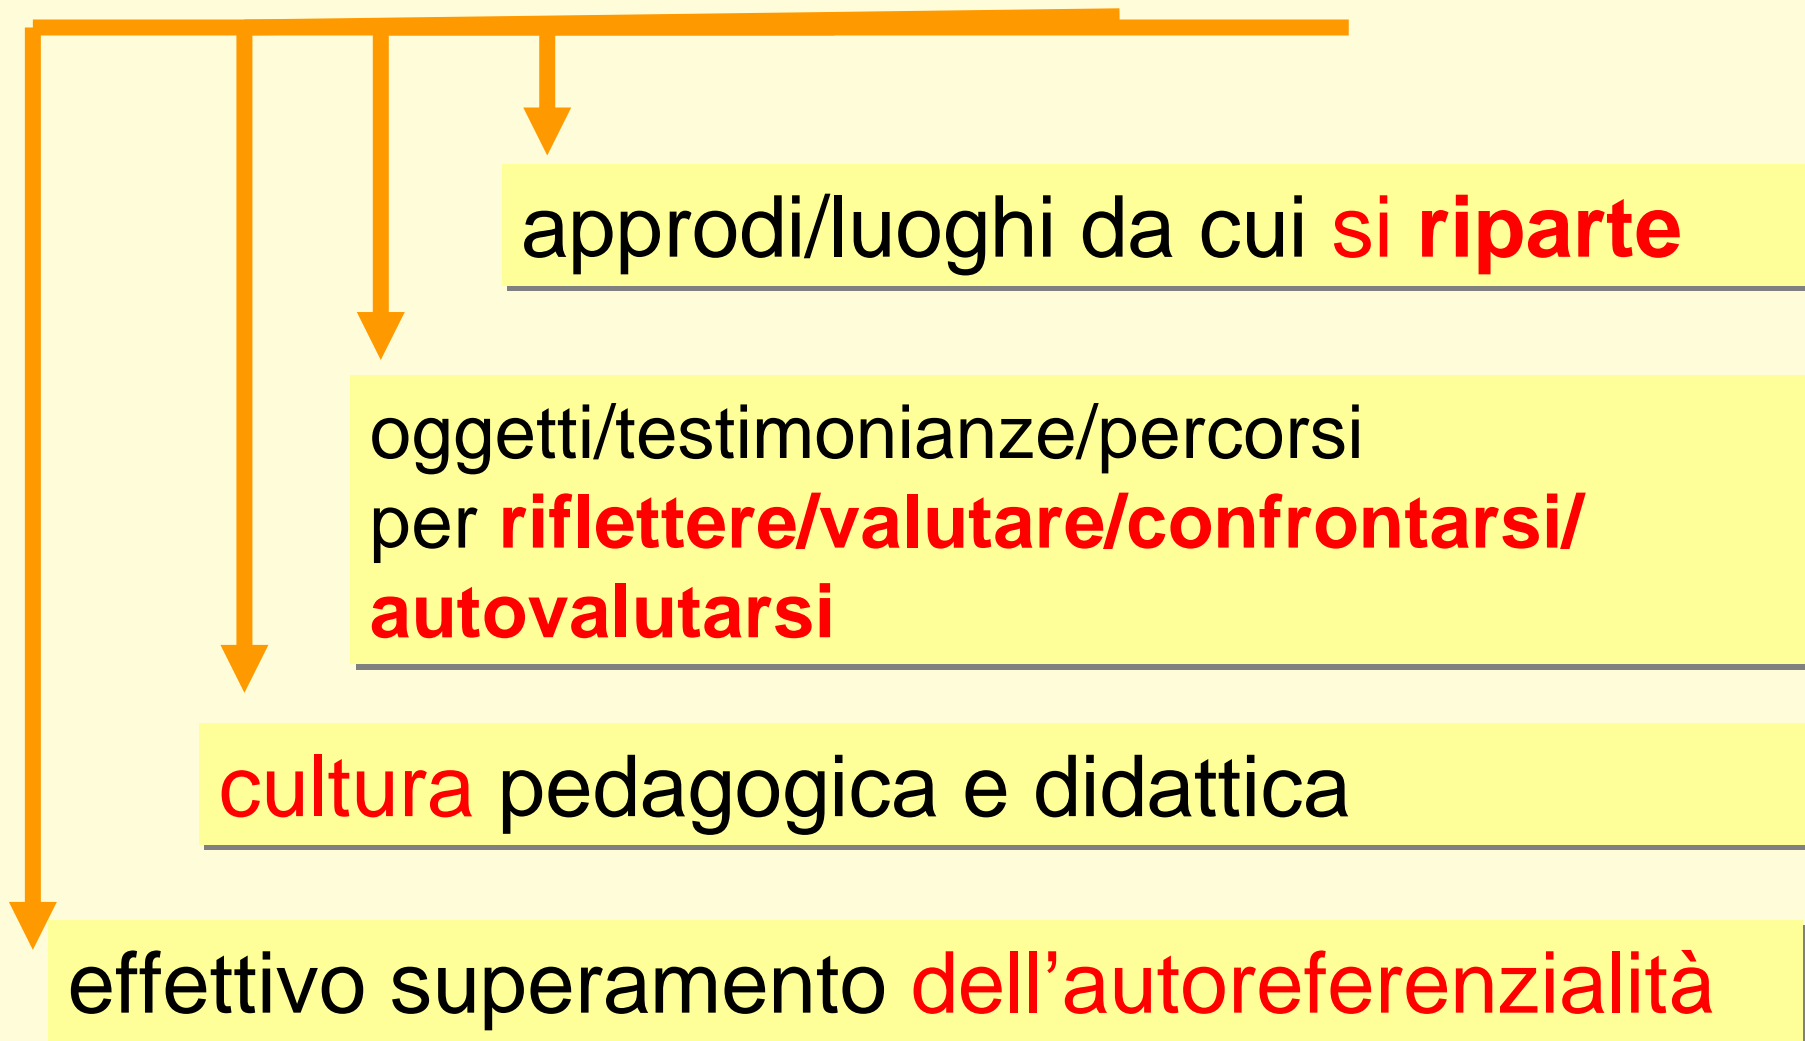 approdi/luoghi da cui si riparte
oggetti/testimonianze/percorsi
per riflettere/valutare/confrontarsi/
autovalutarsi
cultura pedagogica e didattica
effettivo superamento dell’autoreferenzialità